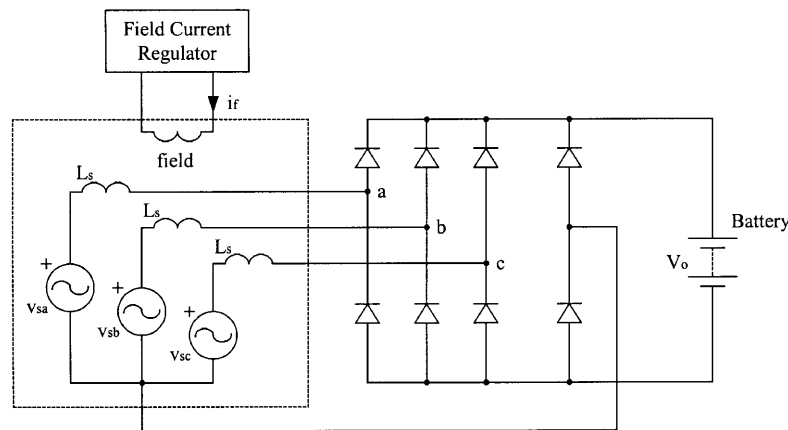 Field Current
Regulator
if
field
Ls
a
Ls
b
Ls
c
Battery
Vo
+
vsa
+
vsb
+
vsc